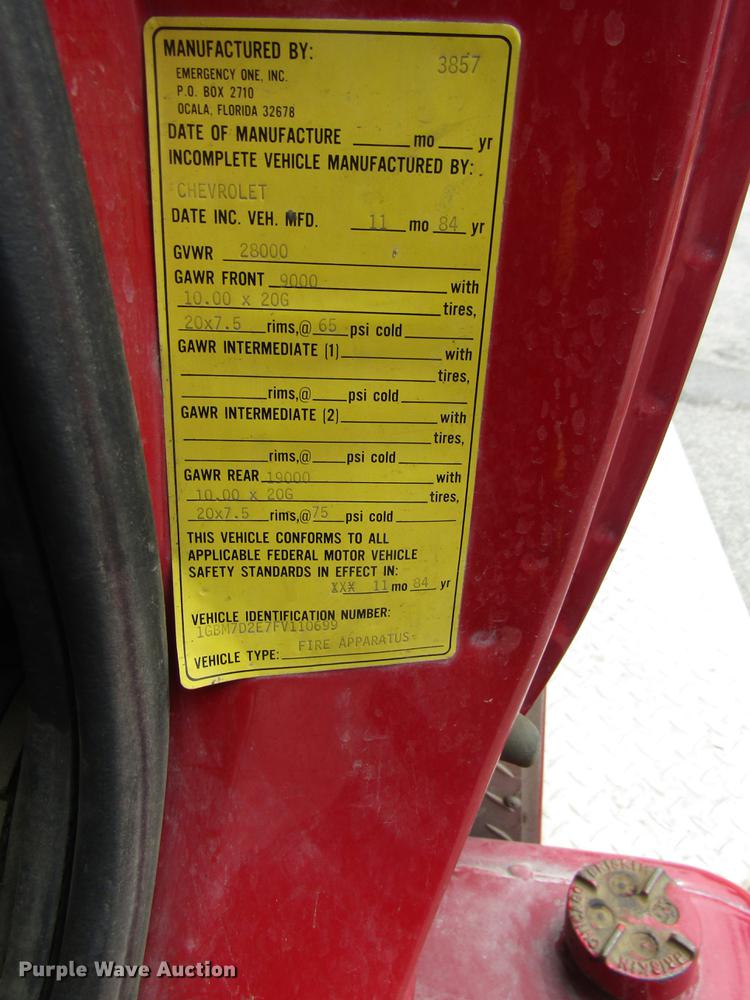 MANUFACTURED BY: 3857
EMERGENCY ONE, INC.
P.O. BOX 2710
OCALA, FLORIDA 32678
DATE OF MANUFACTURE ____ mo ___ yr
INCOMPLETE VEHICLE MANUFACTURED BY:
CHEVROLET
DATE INC. VEH. MFD. 11 mo 84 yr
GVWR 28000
GAWR FRONT 9000 with
10.00 x 20G tires,
20x7.5 rims,@ 65 psi cold
GAWR INTERMEDIATE (1) with
tires,
rims,@ psi cold
GAWR INTERMEDIATE (2) with
tires,
rims,@ psi cold
GAWR REAR 19000 with
10.00 x 20G tires,
20x7.5 rims,@ 75 psi cold
THIS VEHICLE CONFORMS TO ALL
APPLICABLE FEDERAL MOTOR VEHICLE
SAFETY STANDARDS IN EFFECT IN:
XXX 11 mo 84 yr
VEHICLE IDENTIFICATION NUMBER:
1GBM7D2E7FV110699
VEHICLE TYPE: FIRE APPARATUS
BRISKIN
BRISKIN
Purple Wave Auction